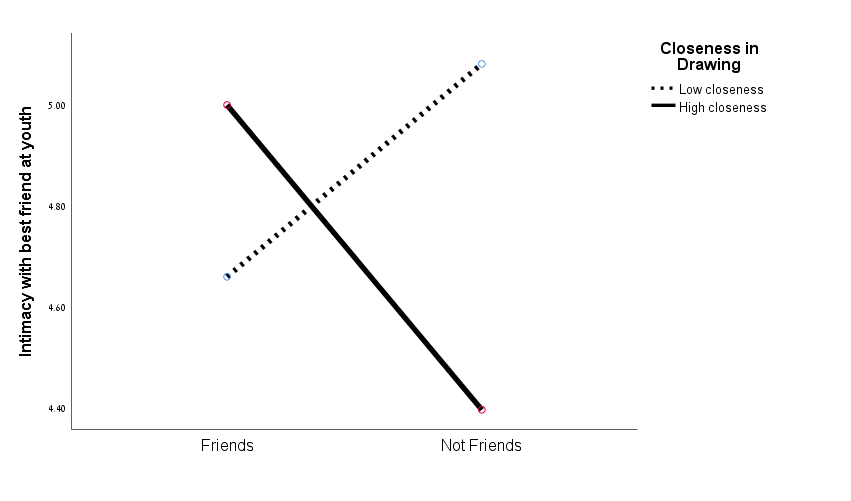 Closeness in
Drawing
Low closeness
High closeness
Intimacy with best friend at youth
5.00
4.80
4.60
4.40
Friends
Not Friends